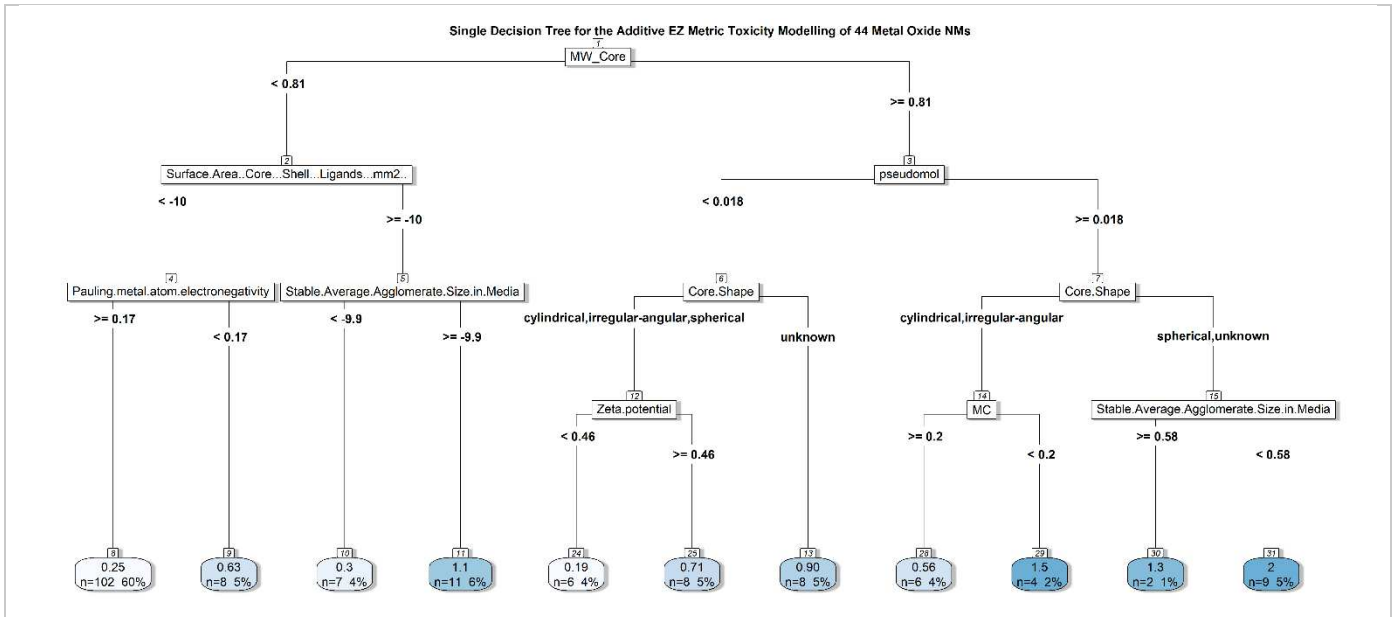 Single Decision Tree for the Additive EZ Metric Toxicity Modelling of 44 Metal Oxide NMs
1
MW_Core
< 0.81
>= 0.81
2
3
Surface.Area..Core...Shell...Ligands...mm2..
pseudomol
< -10
< 0.018
>= -10
>= 0.018
4
5
6
7
Pauling.metal.atom.electronegativity
Stable.Average.Agglomerate.Size.in.Media
Core.Shape
Core.Shape
>= 0.17
< -9.9
cylindrical,irregular-angular,spherical
cylindrical,irregular-angular
< 0.17
>= -9.9
unknown
spherical,unknown
12
14
15
Zeta.potential
MC
Stable.Average.Agglomerate.Size.in.Media
< 0.46
>= 0.2
>= 0.58
>= 0.46
< 0.2
< 0.58
8
9
10
11
24
25
13
28
29
30
31
0.25
0.63
0.3
1.1
0.19
0.71
0.90
0.56
1.5
1.3
2
n=102 60%
n=8 5%
n=7 4%
n=11 6%
n=6 4%
n=8 5%
n=8 5%
n=6 4%
n=4 2%
n=2 1%
n=9 5%